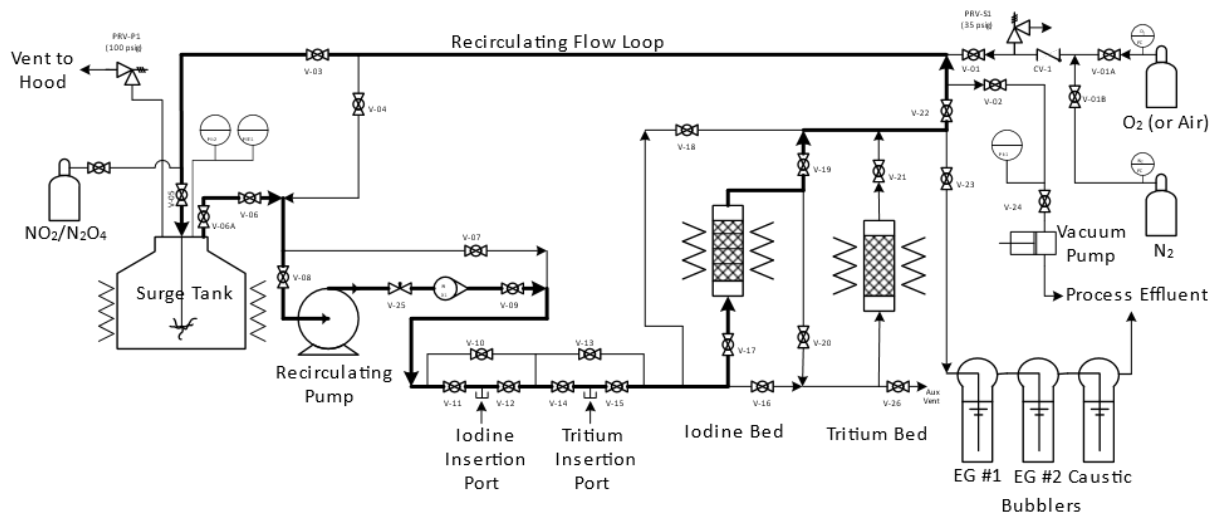 PRV-S1
(35 psig)
PRV-P1
(100 psig)
Recirculating Flow Loop
Vent to
Hood
V-03
V-01
CV-1
V-01A
V-04
V-02
V-01B
V-22
O₂ (or Air)
V-18
V-19
V-21
V-23
V-05
V-06A
V-06
V-24
NO₂/N₂O₄
N₂
Vacuum
Pump
V-07
V-08
Surge Tank
V-25
V-09
Process Effluent
V-10
V-13
V-17
V-20
Recirculating
Pump
V-11
V-12
V-14
V-15
V-16
V-26
Aux
Vent
Iodine
Insertion
Port
Tritium
Insertion
Port
Iodine Bed
Tritium Bed
EG #1
EG #2
Caustic
Bubblers